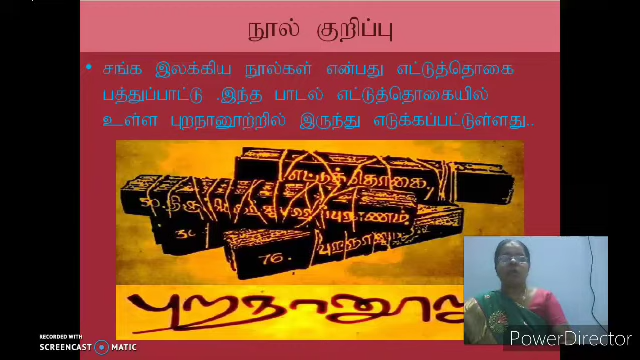 நூல் குறிப்பு
• சங்க இலக்கிய நூல்கள் என்பது எட்டுத்தொகை
பத்துப்பாட்டு .இந்த பாடல் எட்டுத்தொகையில்
உள்ள புறநானூற்றில் இருந்து எடுக்கப்பட்டுள்ளது..
எட்டுத்தொகை,
76.
புறநானூறு
RECORDED WITH
SCREENCAST MATIC
PowerDirector